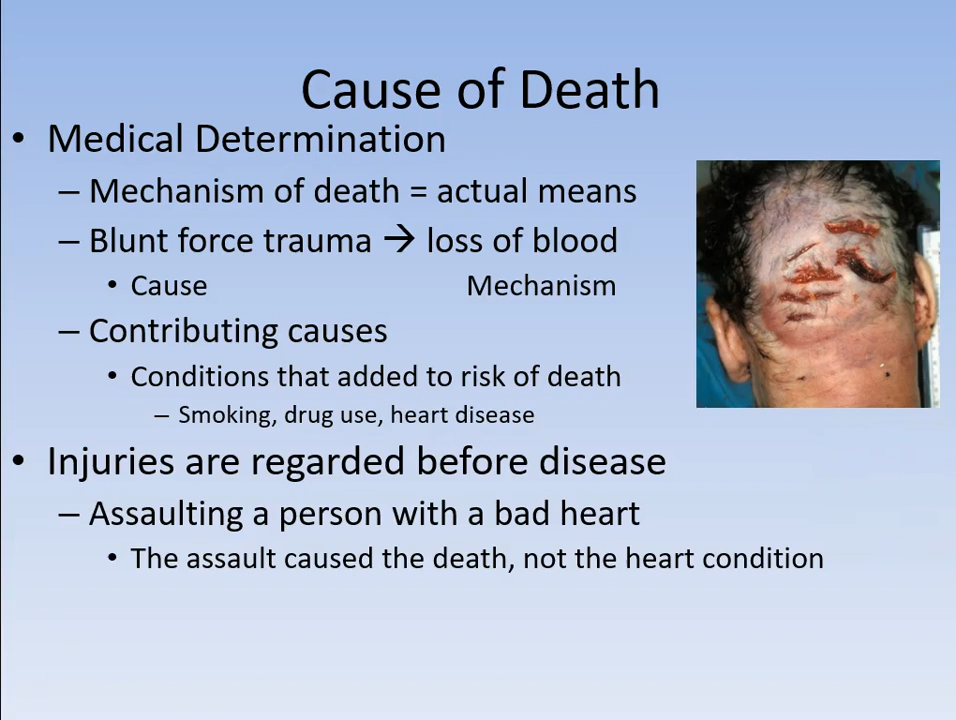 Cause of Death
• Medical Determination
– Mechanism of death = actual means
– Blunt force trauma → loss of blood
• Cause Mechanism
– Contributing causes
• Conditions that added to risk of death
– Smoking, drug use, heart disease
• Injuries are regarded before disease
– Assaulting a person with a bad heart
• The assault caused the death, not the heart condition